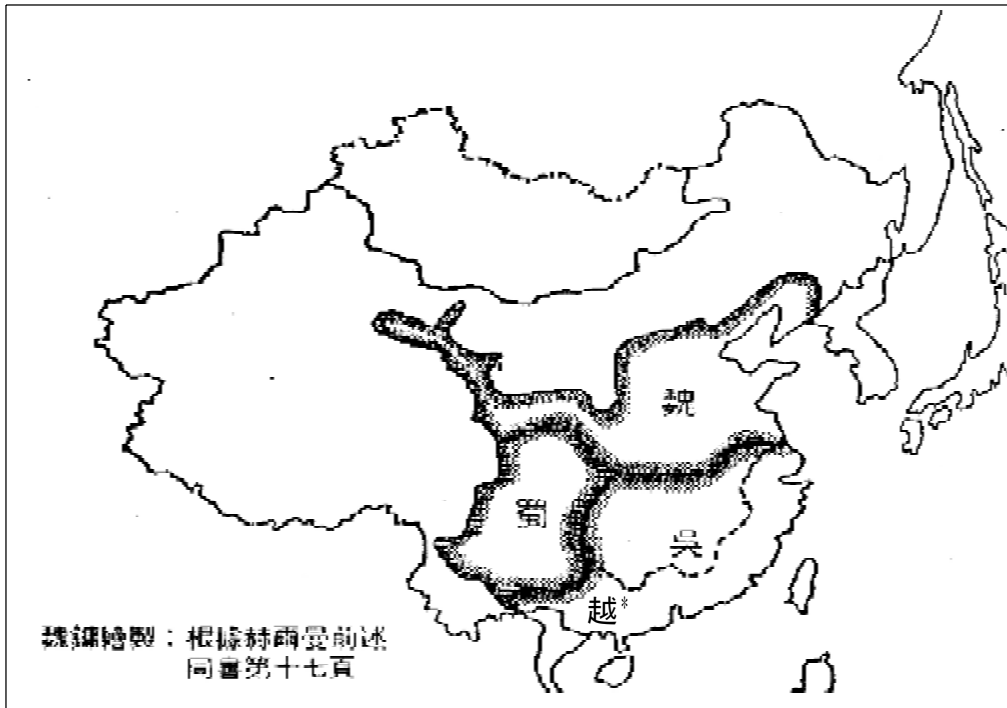 魏
蜀
吳
越*
魏鏞繪製：根據赫爾曼前述
同書第十七頁